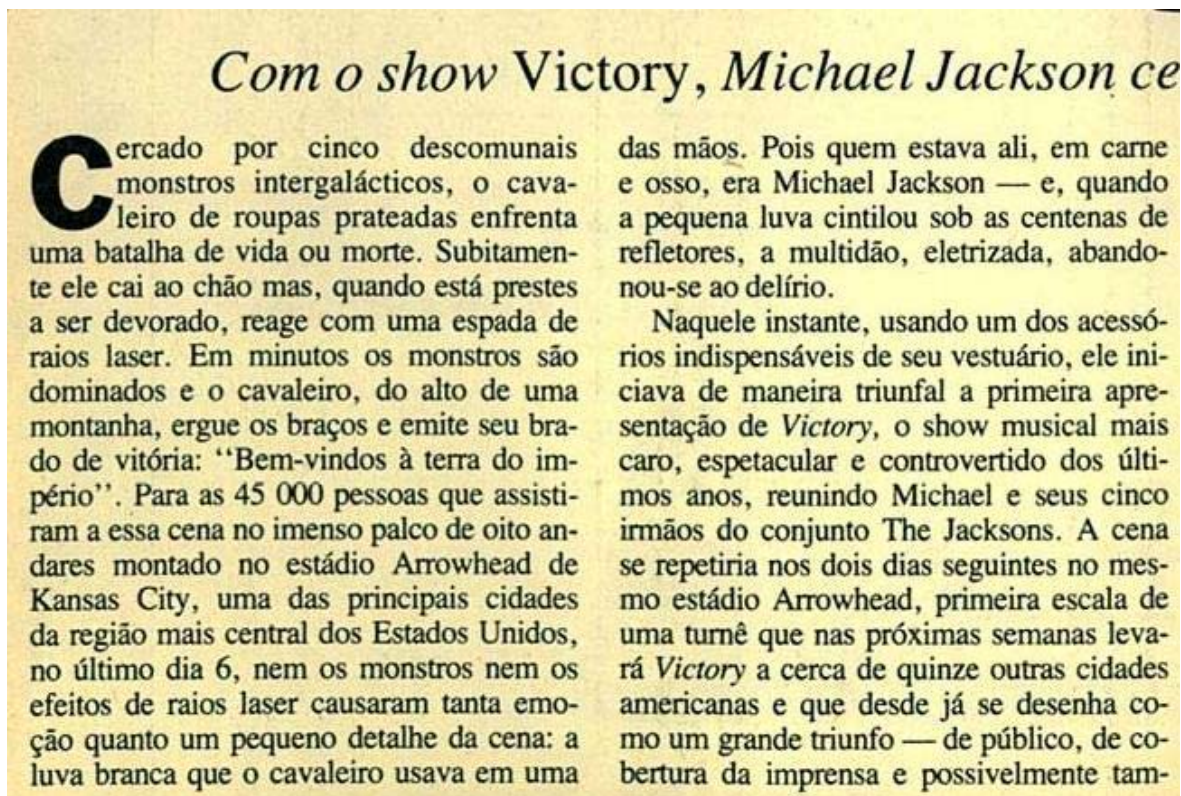 Com o show Victory, Michael Jackson ce
Cercado por cinco descomunais
monstros intergalácticos, o cava-
leiro de roupas prateadas enfrenta
uma batalha de vida ou morte. Subitamen-
te ele cai ao chão mas, quando está prestes
a ser devorado, reage com uma espada de
raios laser. Em minutos os monstros são
dominados e o cavaleiro, do alto de uma
montanha, ergue os braços e emite seu bra-
do de vitória: ‘‘Bem-vindos à terra do im-
pério’’. Para as 45 000 pessoas que assisti-
ram a essa cena no imenso palco de oito an-
dares montado no estádio Arrowhead de
Kansas City, uma das principais cidades
da região mais central dos Estados Unidos,
no último dia 6, nem os monstros nem os
efeitos de raios laser causaram tanta emo-
ção quanto um pequeno detalhe da cena: a
luva branca que o cavaleiro usava em uma
das mãos. Pois quem estava ali, em carne
e osso, era Michael Jackson — e, quando
a pequena luva cintilou sob as centenas de
refletores, a multidão, eletrizada, abando-
nou-se ao delírio.
Naquele instante, usando um dos acessó-
rios indispensáveis de seu vestuário, ele ini-
ciava de maneira triunfal a primeira apre-
sentação de Victory, o show musical mais
caro, espetacular e controvertido dos últi-
mos anos, reunindo Michael e seus cinco
irmãos do conjunto The Jacksons. A cena
se repetiria nos dois dias seguintes no mes-
mo estádio Arrowhead, primeira escala de
uma turnê que nas próximas semanas leva-
rá Victory a cerca de quinze outras cidades
americanas e que desde já se desenha co-
mo um grande triunfo — de público, de co-
bertura da imprensa e possivelmente tam-